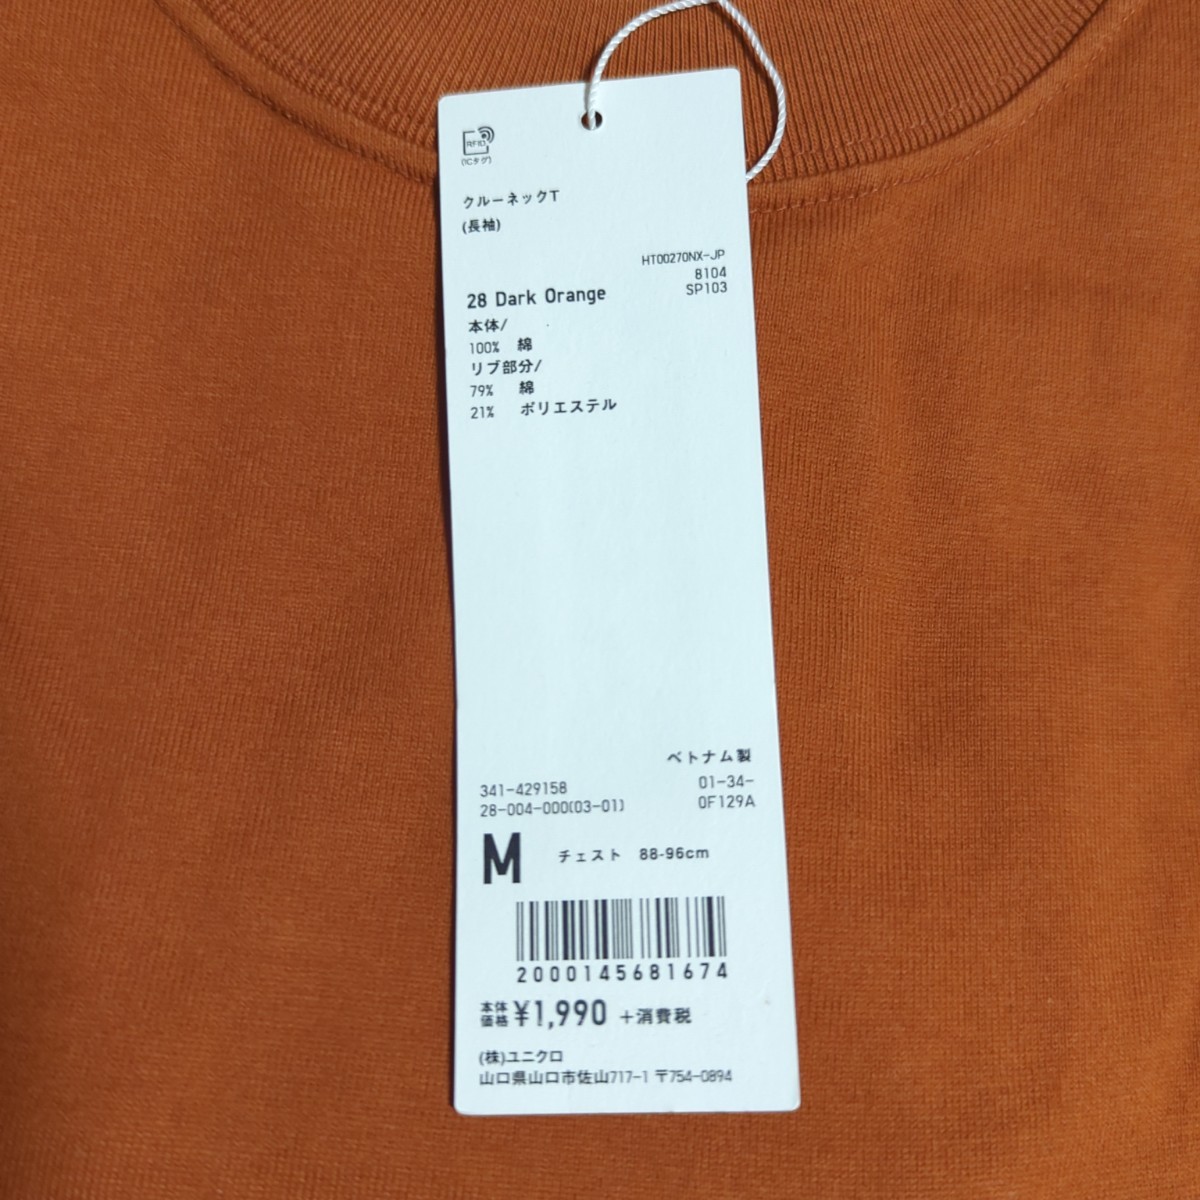 RFID
(ICタグ)
クルーネックT
(長袖)
HT00270NX-JP
8104
SP103
28 Dark Orange
本体/
100% 綿
リブ部分/
79% 綿
21% ポリエステル
ベトナム製
341-429158 01-34-
28-004-000(03-01) 0F129A
M チェスト 88-96cm
2000145681674
本体価格 ¥1,990 +消費税
(株)ユニクロ
山口県山口市佐山717-1 〒754-0894